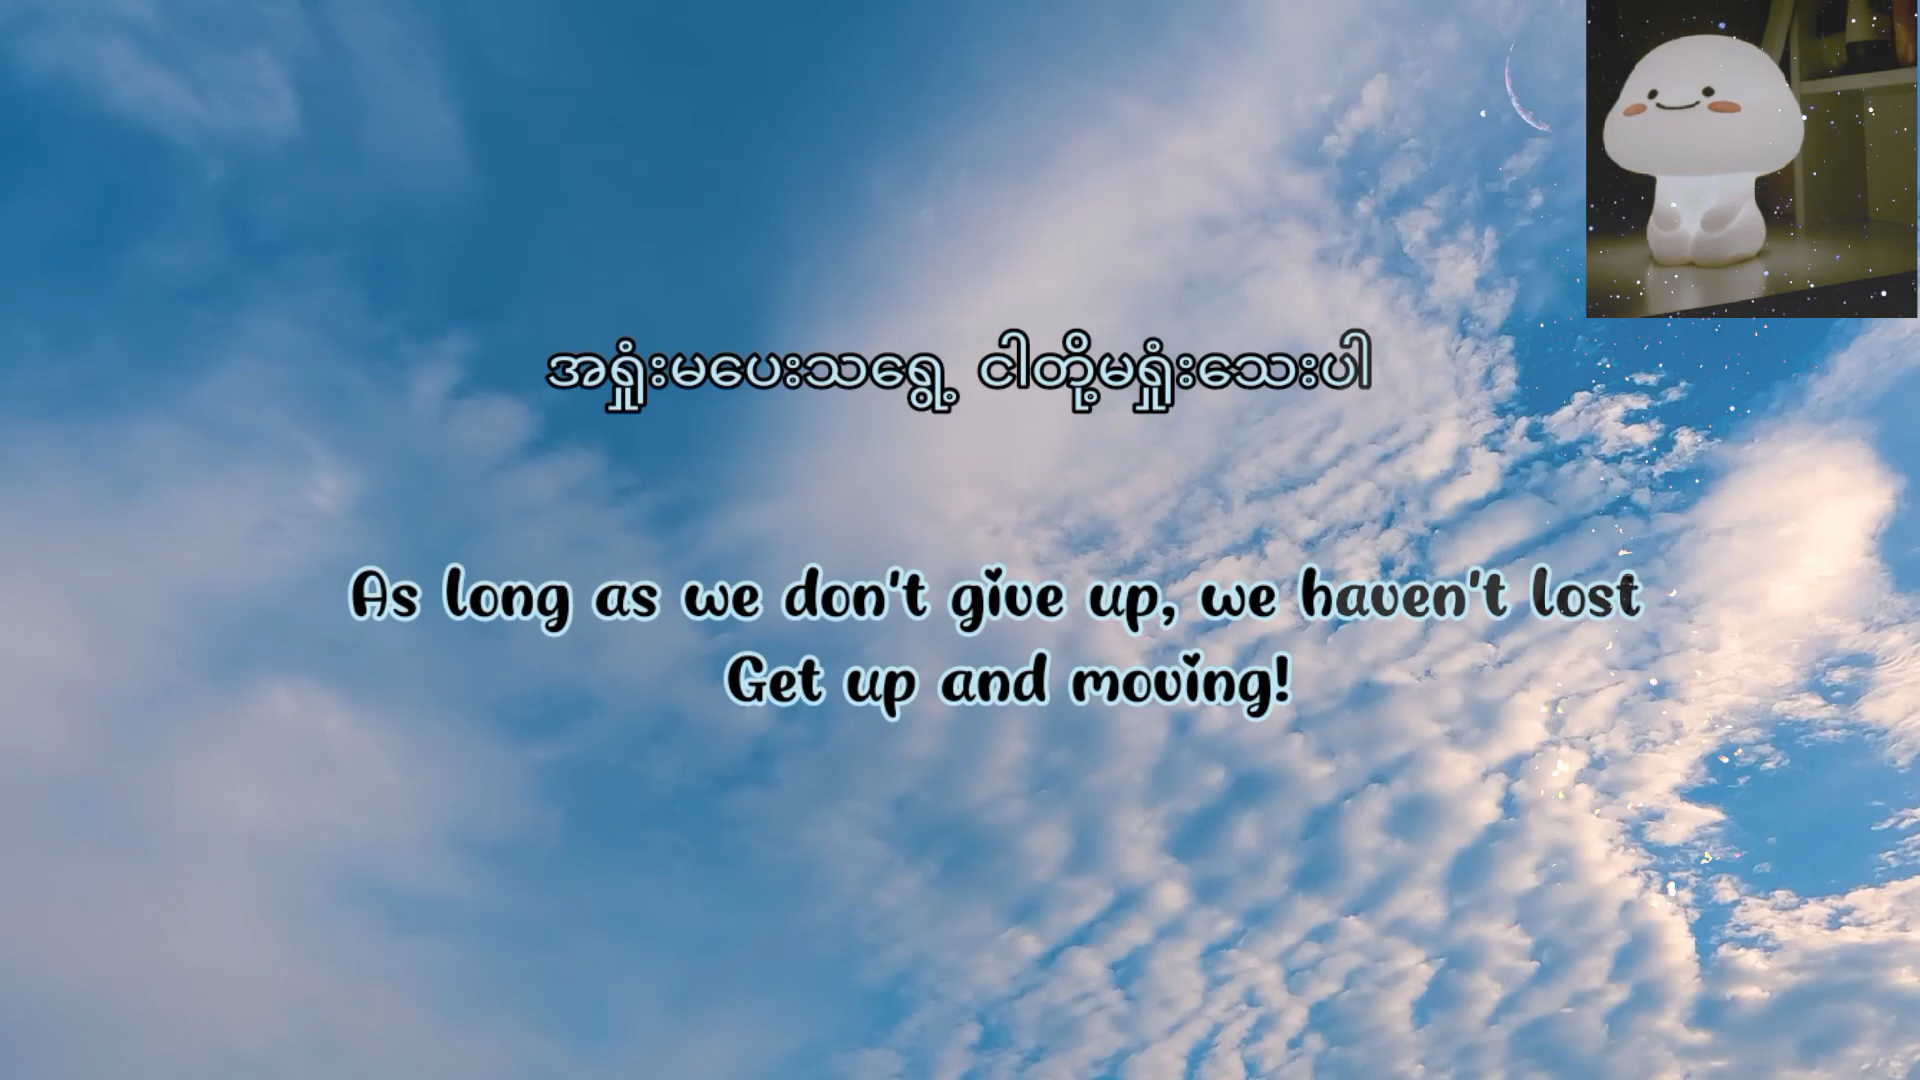 အရှုံးမပေးသရွေ့ ငါတို့မရှုံးသေးပါ
As long as we don't give up, we haven't lost
Get up and moving!